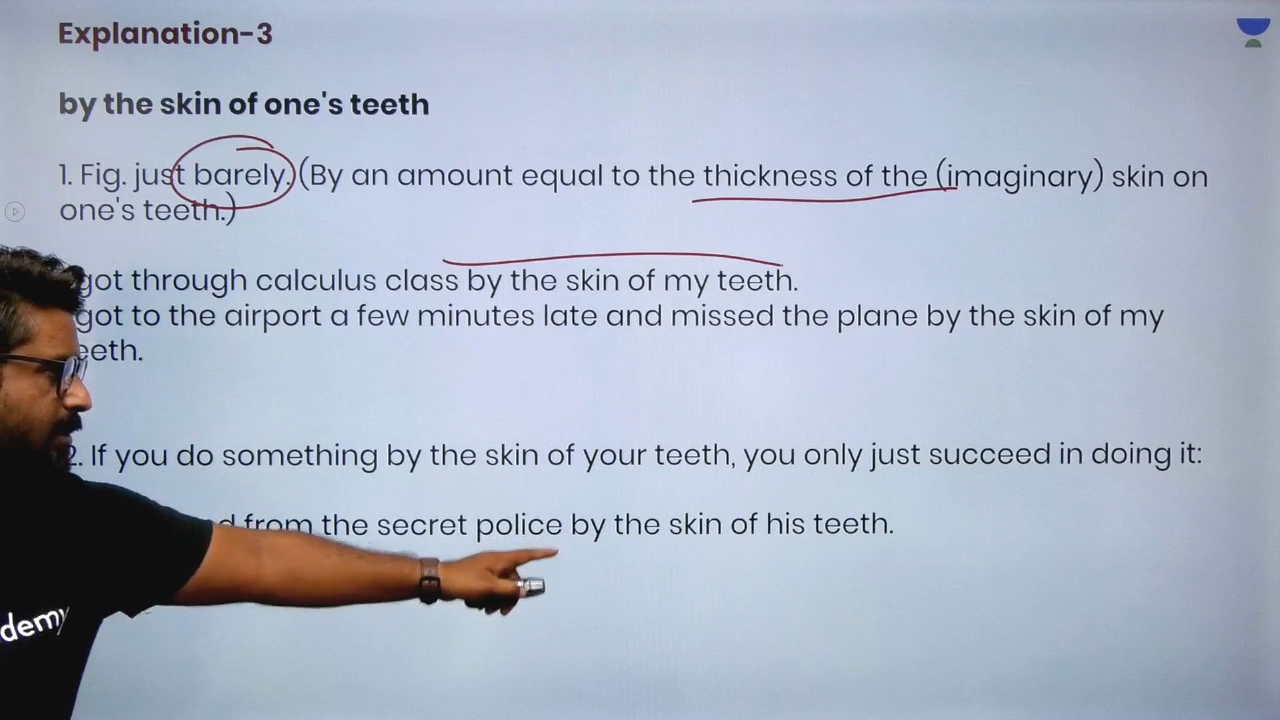 Explanation-3
by the skin of one's teeth
1. Fig. just barely. (By an amount equal to the thickness of the (imaginary) skin on
one's teeth.)
got through calculus class by the skin of my teeth.
got to the airport a few minutes late and missed the plane by the skin of my
eeth.
2. If you do something by the skin of your teeth, you only just succeed in doing it:
d from the secret police by the skin of his teeth.
demy